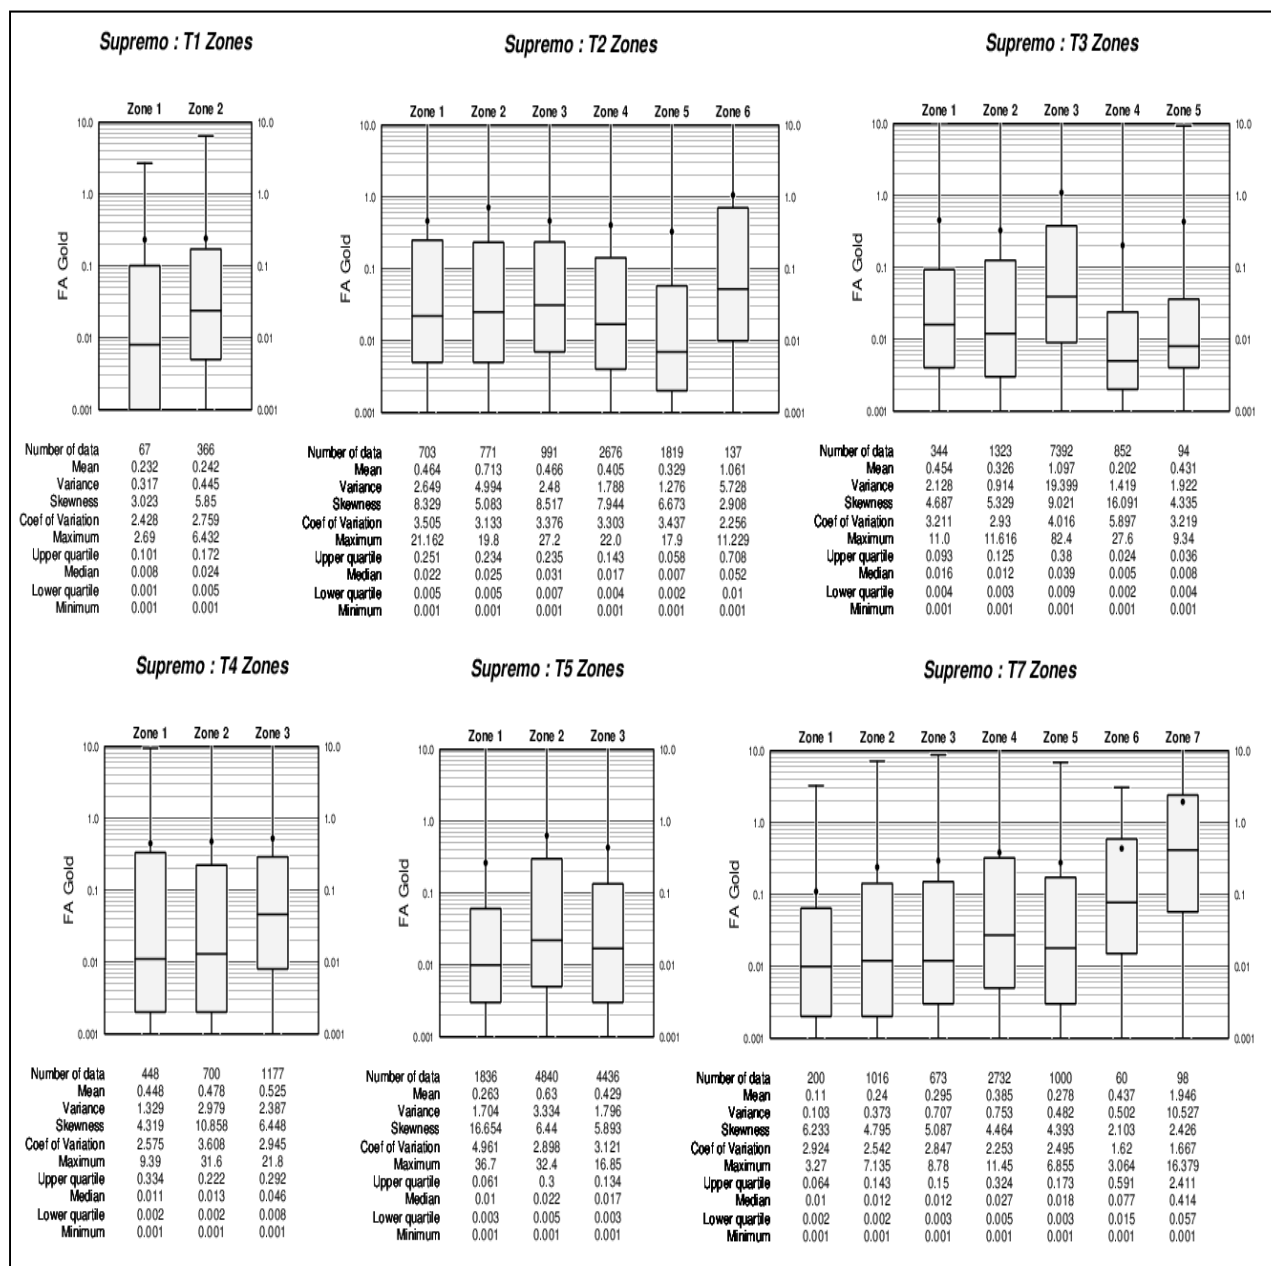 Supremo : T1 Zones
Zone 1 Zone 2
10.0 10.0
1.0 1.0
0.1 0.1
0.01 0.01
0.001 0.001
FA Gold
Number of data 67 366
Mean 0.232 0.242
Variance 0.317 0.445
Skewness 3.023 5.85
Coef of Variation 2.428 2.759
Maximum 2.69 6.432
Upper quartile 0.101 0.172
Median 0.008 0.024
Lower quartile 0.001 0.005
Minimum 0.001 0.001
Supremo : T2 Zones
Zone 1 Zone 2 Zone 3 Zone 4 Zone 5 Zone 6
10.0 10.0
1.0 1.0
0.1 0.1
0.01 0.01
0.001 0.001
FA Gold
Number of data 703 771 991 2676 1819 137
Mean 0.464 0.713 0.466 0.405 0.329 1.061
Variance 2.649 4.994 2.48 1.788 1.276 5.728
Skewness 8.329 5.083 8.517 7.944 6.673 2.908
Coef of Variation 3.505 3.133 3.376 3.303 3.437 2.256
Maximum 21.162 19.8 27.2 22.0 17.9 11.229
Upper quartile 0.251 0.234 0.235 0.143 0.058 0.708
Median 0.022 0.025 0.031 0.017 0.007 0.052
Lower quartile 0.005 0.005 0.007 0.004 0.002 0.01
Minimum 0.001 0.001 0.001 0.001 0.001 0.001
Supremo : T3 Zones
Zone 1 Zone 2 Zone 3 Zone 4 Zone 5
10.0 10.0
1.0 1.0
0.1 0.1
0.01 0.01
0.001 0.001
FA Gold
Number of data 344 1323 7392 852 94
Mean 0.454 0.326 1.097 0.202 0.431
Variance 2.128 0.914 19.399 1.419 1.922
Skewness 4.687 5.329 9.021 16.091 4.335
Coef of Variation 3.211 2.93 4.016 5.897 3.219
Maximum 11.0 11.616 82.4 27.6 9.34
Upper quartile 0.093 0.125 0.38 0.024 0.036
Median 0.016 0.012 0.039 0.005 0.008
Lower quartile 0.004 0.003 0.009 0.002 0.004
Minimum 0.001 0.001 0.001 0.001 0.001
Supremo : T4 Zones
Zone 1 Zone 2 Zone 3
10.0 10.0
1.0 1.0
0.1 0.1
0.01 0.01
0.001 0.001
FA Gold
Number of data 448 700 1177
Mean 0.448 0.478 0.525
Variance 1.329 2.979 2.387
Skewness 4.319 10.858 6.448
Coef of Variation 2.575 3.608 2.945
Maximum 9.39 31.6 21.8
Upper quartile 0.334 0.222 0.292
Median 0.011 0.013 0.046
Lower quartile 0.002 0.002 0.008
Minimum 0.001 0.001 0.001
Supremo : T5 Zones
Zone 1 Zone 2 Zone 3
10.0 10.0
1.0 1.0
0.1 0.1
0.01 0.01
0.001 0.001
FA Gold
Number of data 1836 4840 4436
Mean 0.263 0.63 0.429
Variance 1.704 3.334 1.796
Skewness 16.654 6.44 5.893
Coef of Variation 4.961 2.898 3.121
Maximum 36.7 32.4 16.85
Upper quartile 0.061 0.3 0.134
Median 0.01 0.022 0.017
Lower quartile 0.003 0.005 0.003
Minimum 0.001 0.001 0.001
Supremo : T7 Zones
Zone 1 Zone 2 Zone 3 Zone 4 Zone 5 Zone 6 Zone 7
10.0 10.0
1.0 1.0
0.1 0.1
0.01 0.01
0.001 0.001
FA Gold
Number of data 200 1016 673 2732 1000 60 98
Mean 0.11 0.24 0.295 0.385 0.278 0.437 1.946
Variance 0.103 0.373 0.707 0.753 0.482 0.502 10.527
Skewness 6.233 4.795 5.087 4.464 4.393 2.103 2.426
Coef of Variation 2.924 2.542 2.847 2.253 2.495 1.62 1.667
Maximum 3.27 7.135 8.78 11.45 6.855 3.064 16.379
Upper quartile 0.064 0.143 0.15 0.324 0.173 0.591 2.411
Median 0.01 0.012 0.012 0.027 0.018 0.077 0.414
Lower quartile 0.002 0.002 0.003 0.005 0.003 0.015 0.057
Minimum 0.001 0.001 0.001 0.001 0.001 0.001 0.001